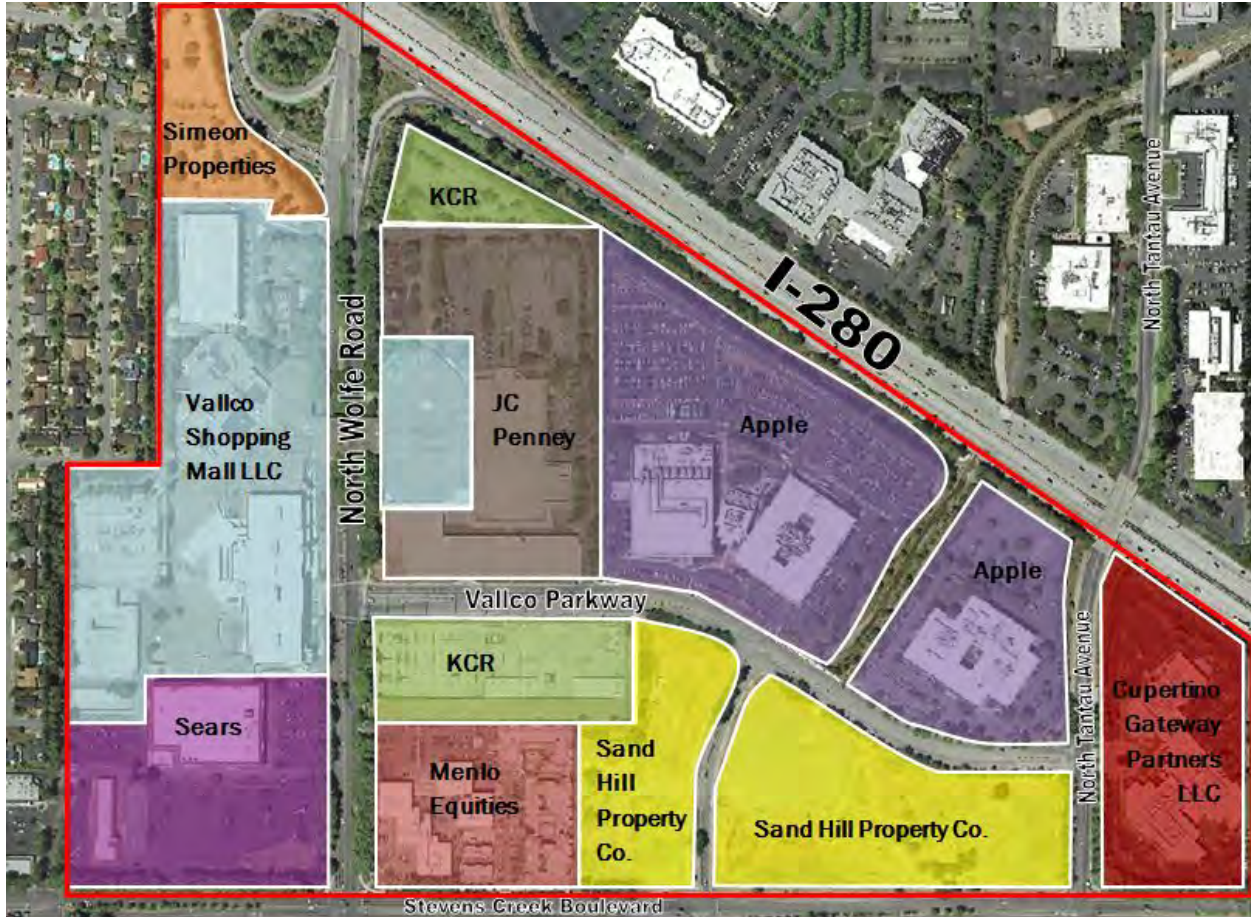 Simeon
Properties
KCR
I-280
North Tantau Avenue
North Wolfe Road
Vallco
Shopping
Mall LLC
JC
Penney
Apple
Apple
Vallco Parkway
KCR
Sears
Menlo
Equities
Sand
Hill
Property
Co.
Sand Hill Property Co.
North Tantau Avenue
Cupertino
Gateway
Partners
LLC
Stevens Creek Boulevard